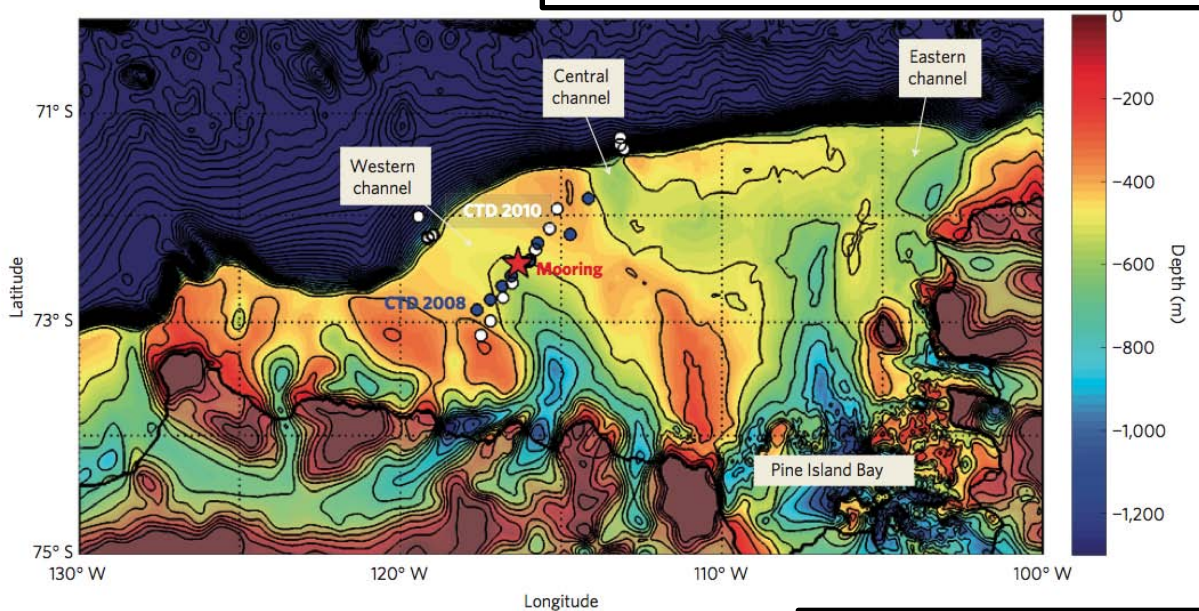 Central
channel
Eastern
channel
Western
channel
CTD 2010
Mooring
CTD 2008
Pine Island Bay
71° S
73° S
75° S
Latitude
130° W
120° W
110° W
100° W
Longitude
0
−200
−400
−600
−800
−1,000
−1,200
Depth (m)